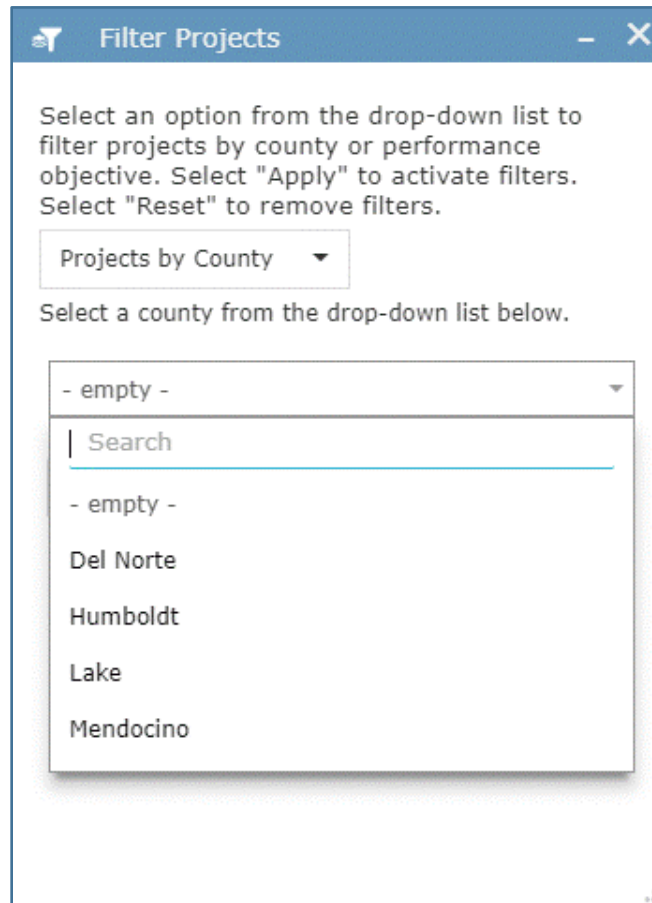 Filter Projects
Select an option from the drop-down list to
filter projects by county or performance
objective. Select "Apply" to activate filters.
Select "Reset" to remove filters.
Projects by County
Select a county from the drop-down list below.
- empty -
Search
- empty -
Del Norte
Humboldt
Lake
Mendocino